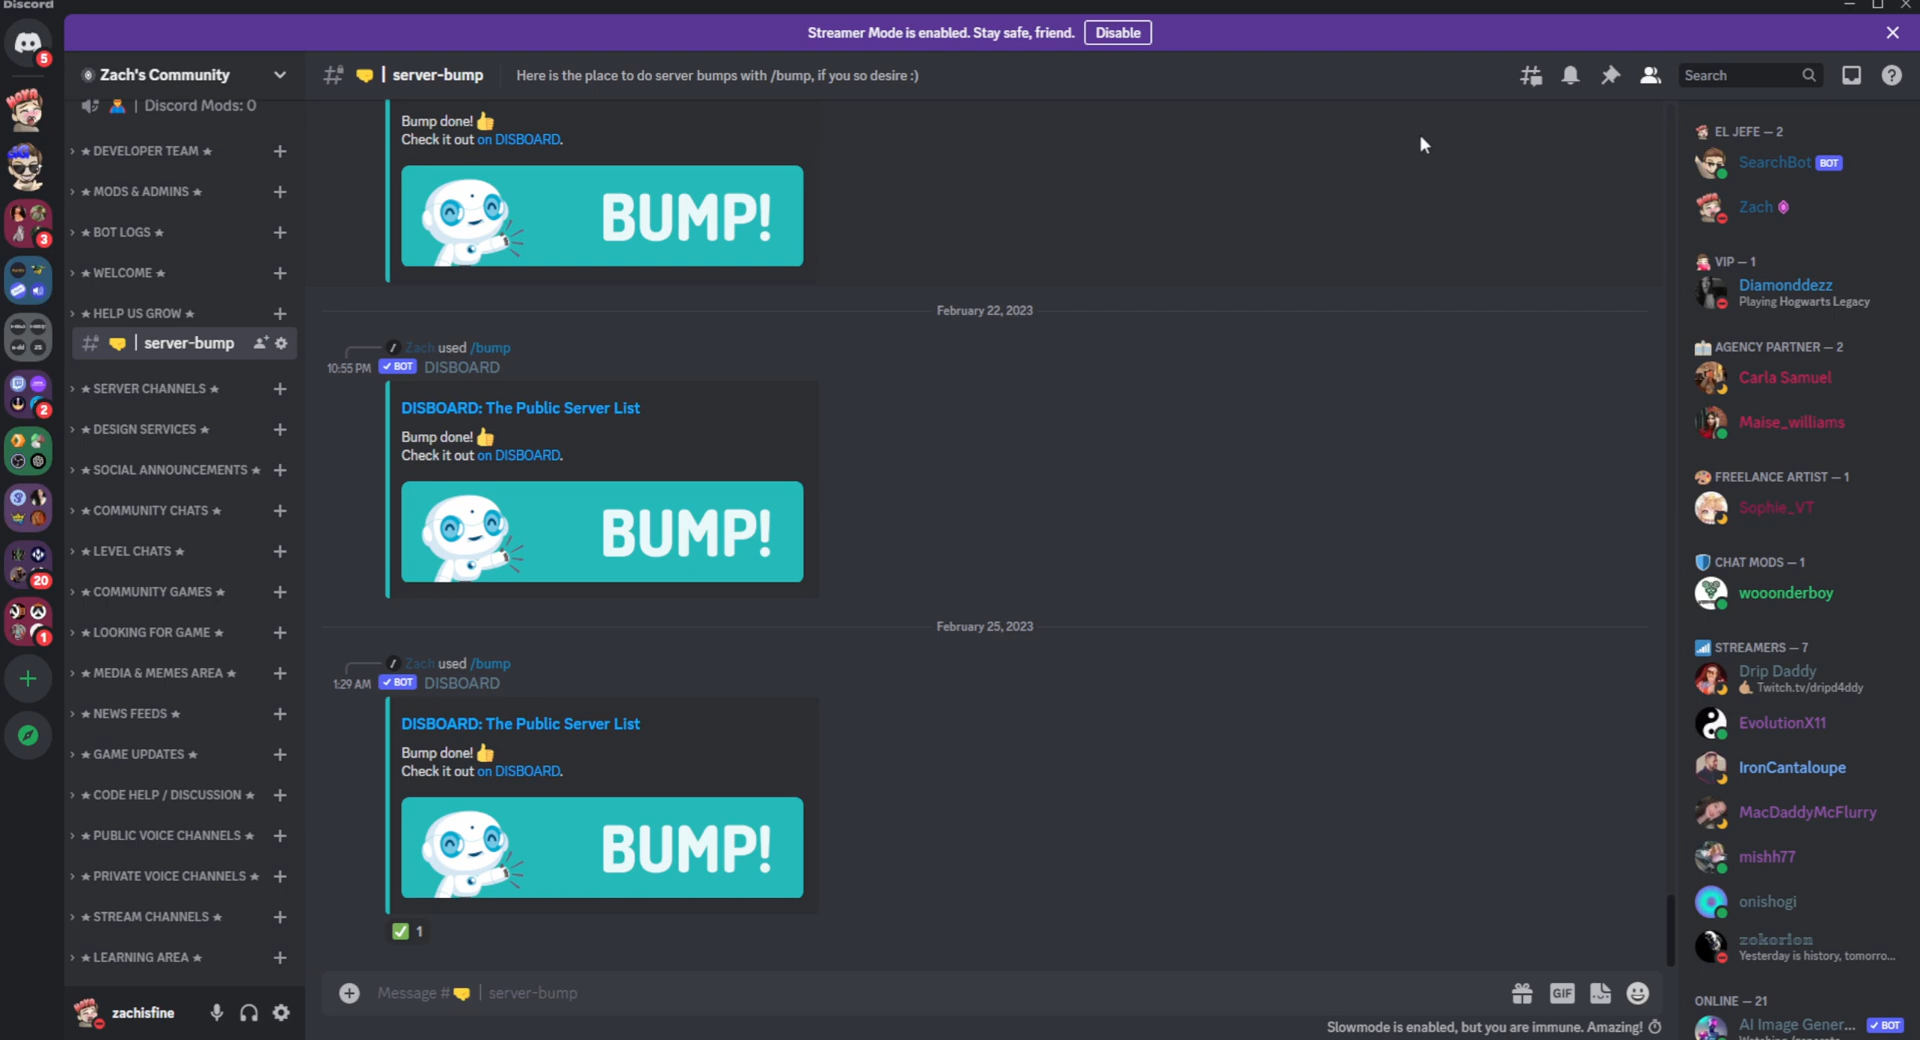 Discord
Streamer Mode is enabled. Stay safe, friend. Disable
5
3
2
20
1
Zach's Community
Discord Mods: 0
★ DEVELOPER TEAM ★
★ MODS & ADMINS ★
★ BOT LOGS ★
★ WELCOME ★
★ HELP US GROW ★
# 🤜 | server-bump
★ SERVER CHANNELS ★
★ DESIGN SERVICES ★
★ SOCIAL ANNOUNCEMENTS ★
★ COMMUNITY CHATS ★
★ LEVEL CHATS ★
★ COMMUNITY GAMES ★
★ LOOKING FOR GAME ★
★ MEDIA & MEMES AREA ★
★ NEWS FEEDS ★
★ GAME UPDATES ★
★ CODE HELP / DISCUSSION ★
★ PUBLIC VOICE CHANNELS ★
★ PRIVATE VOICE CHANNELS ★
★ STREAM CHANNELS ★
★ LEARNING AREA ★
zachisfine
# 🤜 | server-bump Here is the place to do server bumps with /bump, if you so desire :) Search
Bump done! 👍
Check it out on DISBOARD.
BUMP!
February 22, 2023
Zach used /bump
10:55 PM ✓ BOT DISBOARD
DISBOARD: The Public Server List
Bump done! 👍
Check it out on DISBOARD.
BUMP!
February 25, 2023
Zach used /bump
1:29 AM ✓ BOT DISBOARD
DISBOARD: The Public Server List
Bump done! 👍
Check it out on DISBOARD.
BUMP!
✅ 1
Message # 🤜 | server-bump GIF
Slowmode is enabled, but you are immune. Amazing!
EL JEFE — 2
SearchBot BOT
Zach
VIP — 1
Diamonddezz
Playing Hogwarts Legacy
AGENCY PARTNER — 2
Carla Samuel
Maise_williams
FREELANCE ARTIST — 1
Sophie_VT
CHAT MODS — 1
wooonderboy
STREAMERS — 7
Drip Daddy
Twitch.tv/dripd4ddy
EvolutionX11
IronCantaloupe
MacDaddyMcFlurry
mishh77
onishogi
zokorion
Yesterday is history, tomorro...
ONLINE — 21
AI Image Gener... ✓ BOT